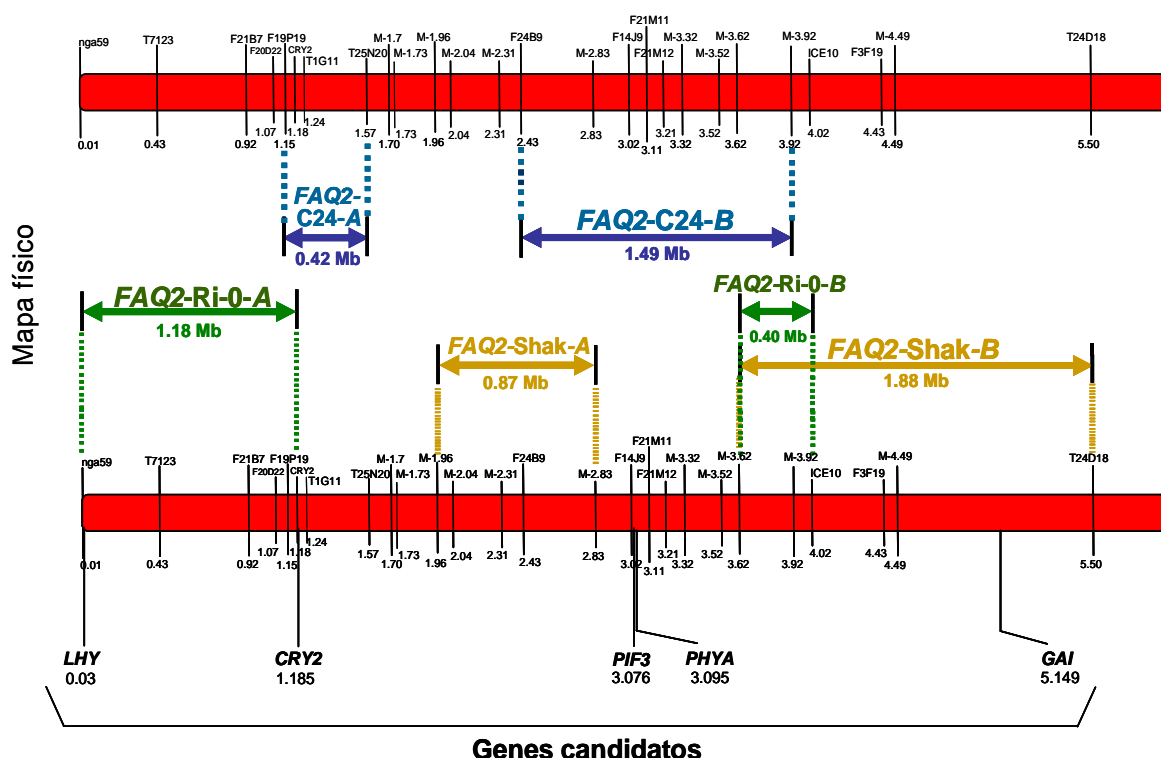 F21M11
nga59 T7123 F21B7 F19P19 M-1.7 M-1.96 F24B9 F14J9 M-3.32 M-3.62 M-3.92 M-4.49 T24D18
F20D22 CRY2 T1G11 T25N20 M-1.73 M-2.04 M-2.31 M-2.83 F21M12 M-3.52 ICE10 F3F19
0.01 0.43 0.92 1.07 1.15 1.18 1.24 1.57 1.70 1.73 1.96 2.04 2.31 2.43 2.83 3.02 3.11 3.21 3.32 3.52 3.62 3.92 4.02 4.43 4.49 5.50
FAQ2-
C24-A
0.42 Mb
FAQ2-C24-B
1.49 Mb
Mapa físico
FAQ2-Ri-0-A
1.18 Mb
FAQ2-Ri-0-B
0.40 Mb
FAQ2-Shak-A
0.87 Mb
FAQ2-Shak-B
1.88 Mb
F21M11
nga59 T7123 F21B7 F19P19 M-1.7 M-1.96 F24B9 F14J9 M-3.32 M-3.62 M-3.92 M-4.49 T24D18
F20D22 CRY2 T1G11 T25N20 M-1.73 M-2.04 M-2.31 M-2.83 F21M12 M-3.52 ICE10 F3F19
0.01 0.43 0.92 1.07 1.15 1.18 1.24 1.57 1.70 1.73 1.96 2.04 2.31 2.43 2.83 3.02 3.11 3.21 3.32 3.52 3.62 3.92 4.02 4.43 4.49 5.50
LHY CRY2 PIF3 PHYA GAI
0.03 1.185 3.076 3.095 5.149
Genes candidatos